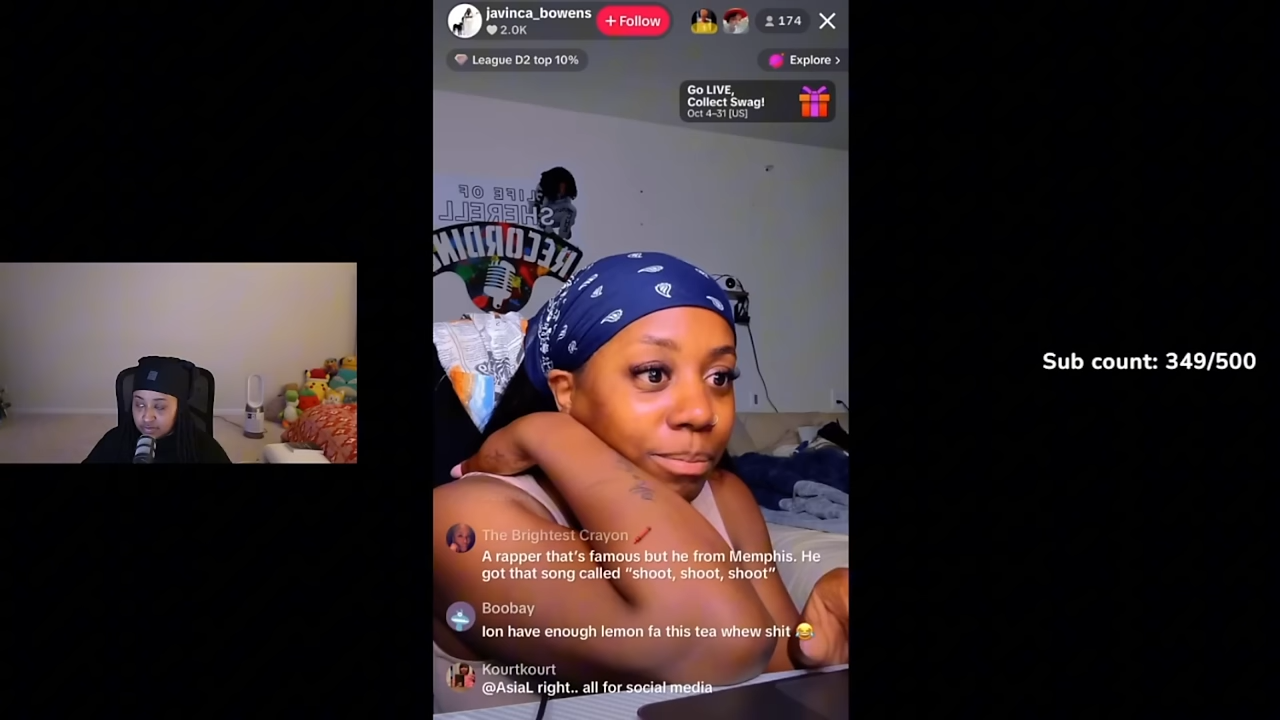 javinca_bowens
2.0K
+ Follow
174
League D2 top 10%
Explore >
Go LIVE,
Collect Swag!
Oct 4–31 [US]
LIFE OF
SHERELL
Sub count: 349/500
The Brightest Crayon
A rapper that's famous but he from Memphis. He
got that song called "shoot, shoot, shoot"
Boobay
Ion have enough lemon fa this tea whew shit 😂
Kourtkourt
@AsiaL right.. all for social media